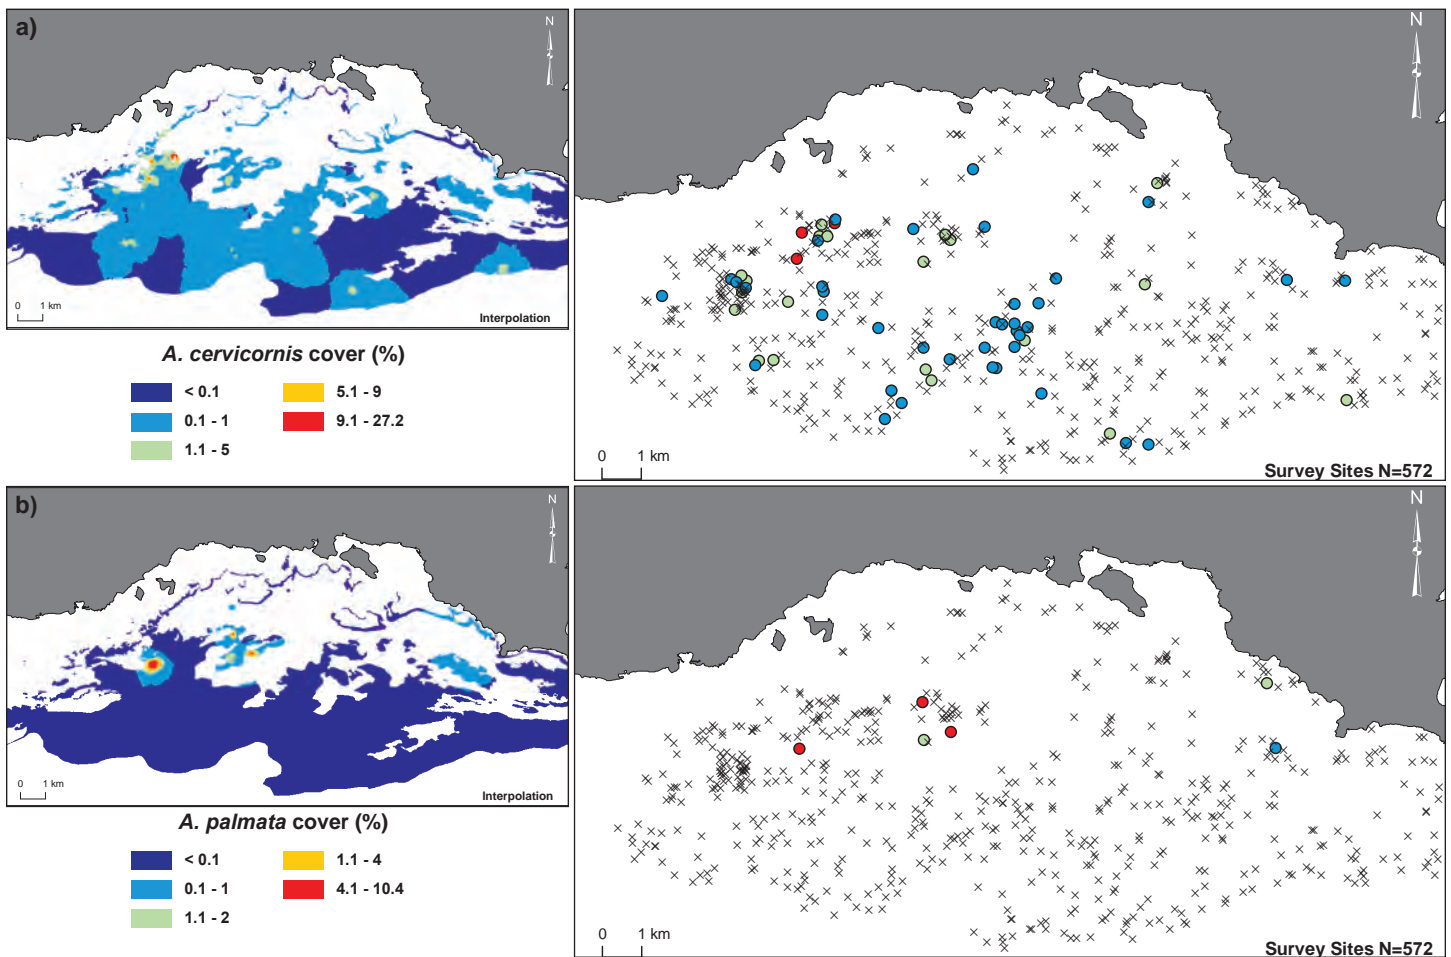 a)
N
0 1 km
Interpolation
N
0 1 km
Survey Sites N=572
A. cervicornis cover (%)
< 0.1
5.1 - 9
0.1 - 1
9.1 - 27.2
1.1 - 5
b)
N
0 1 km
Interpolation
N
0 1 km
Survey Sites N=572
A. palmata cover (%)
< 0.1
1.1 - 4
0.1 - 1
4.1 - 10.4
1.1 - 2